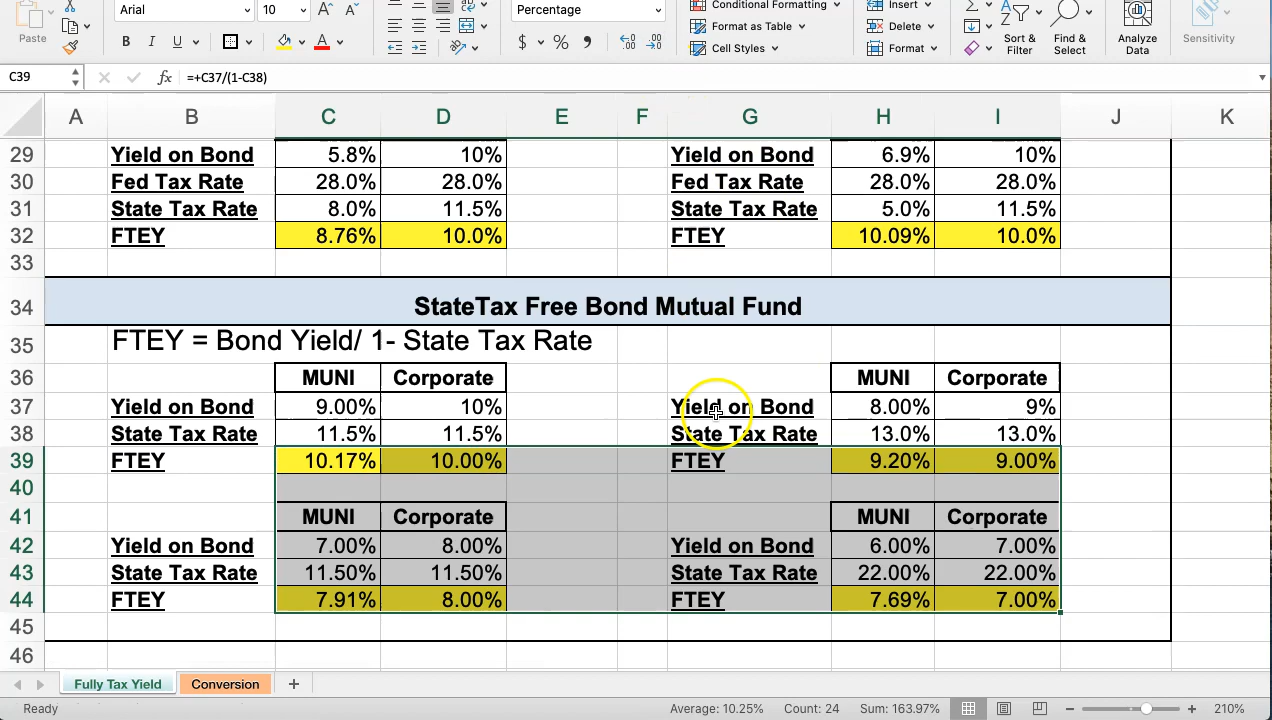 Paste
Arial
10
A A
ab
Percentage
Conditional Formatting
Format as Table
Cell Styles
Insert
Delete
Format
Sort & Filter
Find & Select
Analyze Data
Sensitivity
B I U A $ % ,
C39 fx =+C37/(1-C38)
A B C D E F G H I J K
29 Yield on Bond 5.8% 10% Yield on Bond 6.9% 10%
30 Fed Tax Rate 28.0% 28.0% Fed Tax Rate 28.0% 28.0%
31 State Tax Rate 8.0% 11.5% State Tax Rate 5.0% 11.5%
32 FTEY 8.76% 10.0% FTEY 10.09% 10.0%
33
34 StateTax Free Bond Mutual Fund
35 FTEY = Bond Yield/ 1- State Tax Rate
36 MUNI Corporate MUNI Corporate
37 Yield on Bond 9.00% 10% Yield on Bond 8.00% 9%
38 State Tax Rate 11.5% 11.5% State Tax Rate 13.0% 13.0%
39 FTEY 10.17% 10.00% FTEY 9.20% 9.00%
40
41 MUNI Corporate MUNI Corporate
42 Yield on Bond 7.00% 8.00% Yield on Bond 6.00% 7.00%
43 State Tax Rate 11.50% 11.50% State Tax Rate 22.00% 22.00%
44 FTEY 7.91% 8.00% FTEY 7.69% 7.00%
45
46
Fully Tax Yield Conversion +
Ready Average: 10.25% Count: 24 Sum: 163.97% 210%